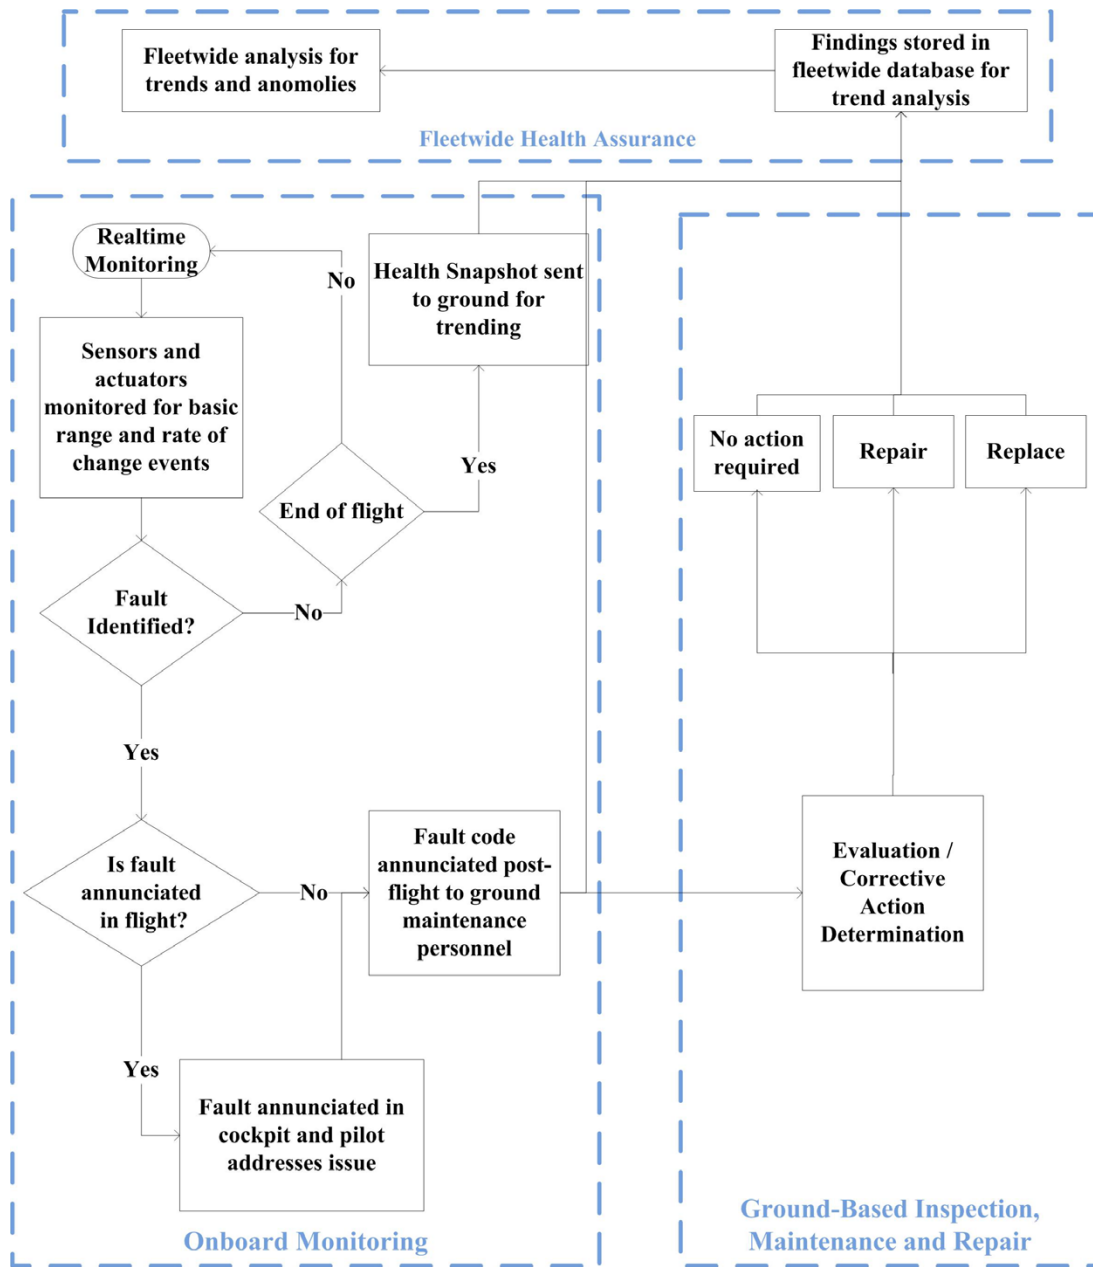 Fleetwide analysis for
trends and anomolies
Findings stored in
fleetwide database for
trend analysis
Fleetwide Health Assurance
Realtime
Monitoring
No
Health Snapshot sent
to ground for
trending
Sensors and
actuators
monitored for basic
range and rate of
change events
Yes
End of flight
No action
required
Repair
Replace
Fault
Identified?
No
Yes
Is fault
annunciated
in flight?
No
Fault code
annunciated post-
flight to ground
maintenance
personnel
Evaluation /
Corrective
Action
Determination
Yes
Fault annunciated in
cockpit and pilot
addresses issue
Onboard Monitoring
Ground-Based Inspection,
Maintenance and Repair